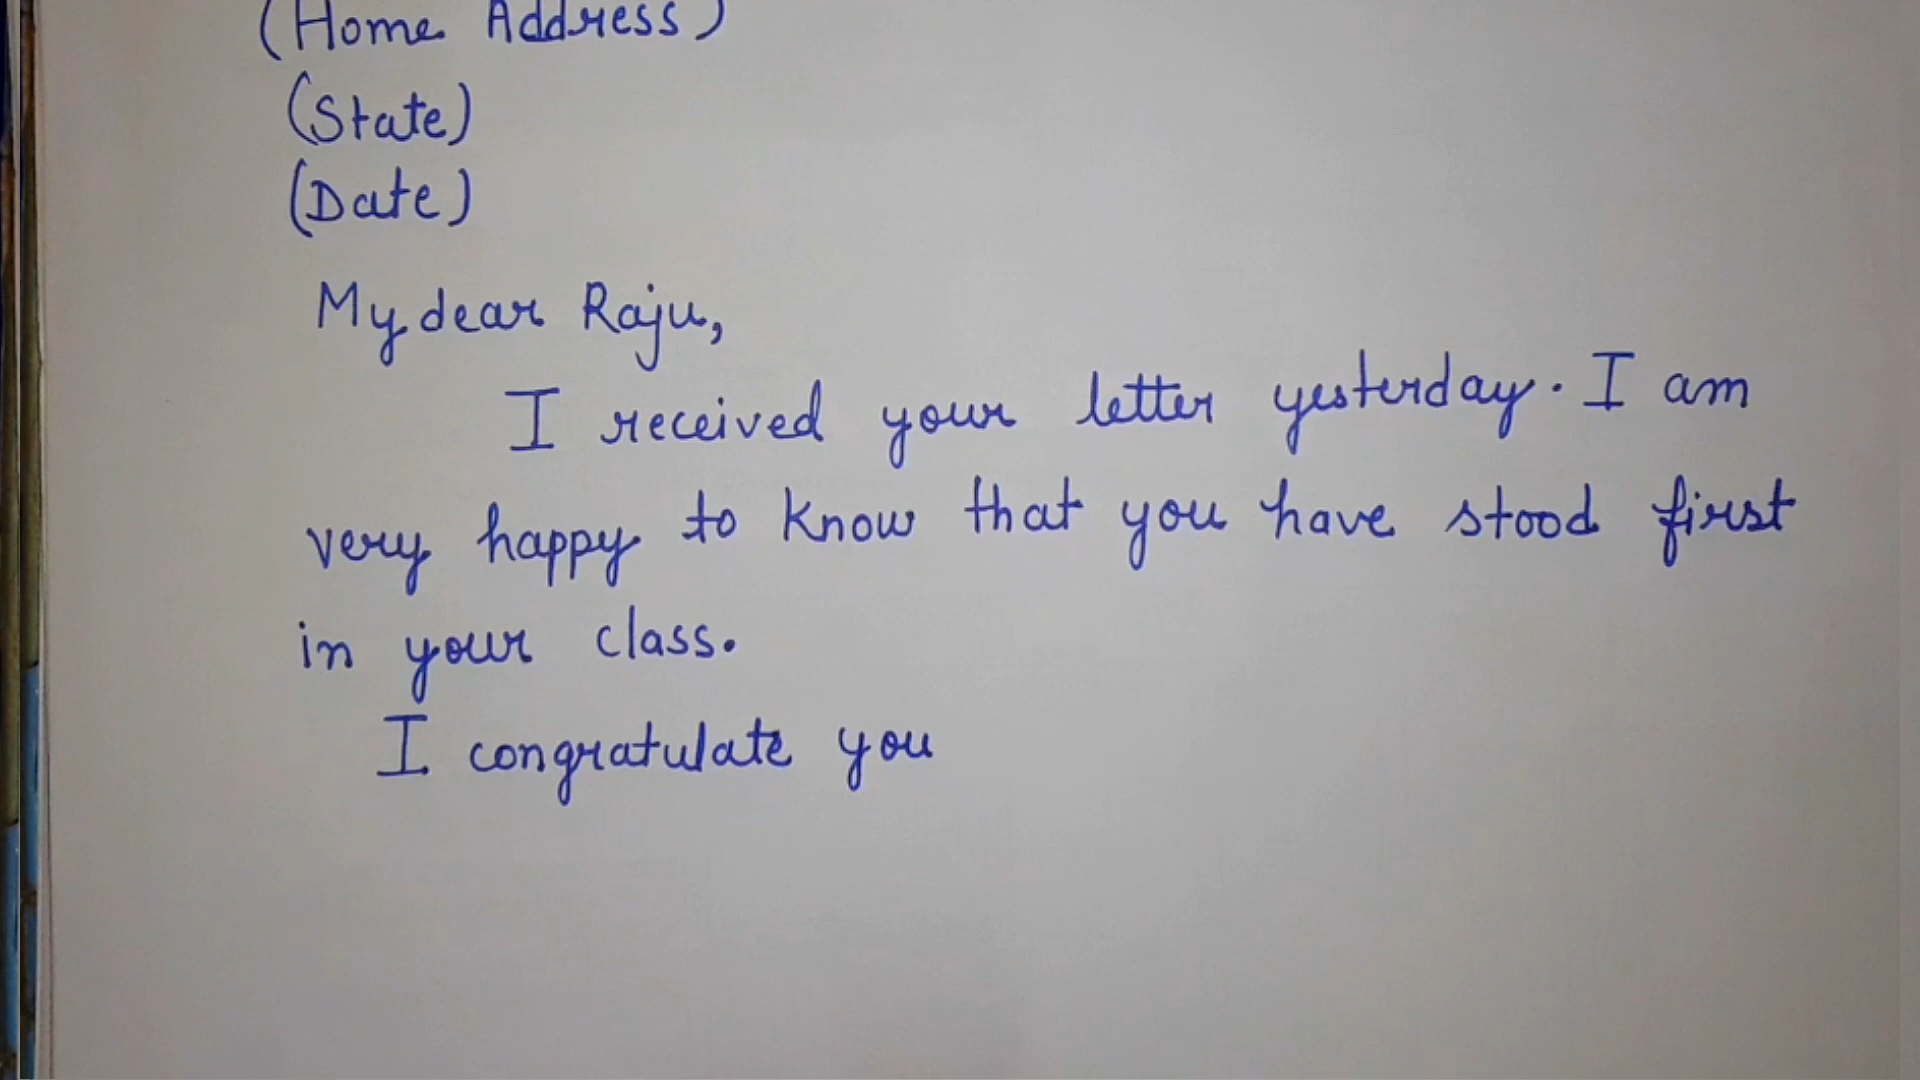 (Home Address)
(State)
(Date)
My dear Raju,
I received your letter yesterday. I am
very happy to know that you have stood first
in your class.
I congratulate you